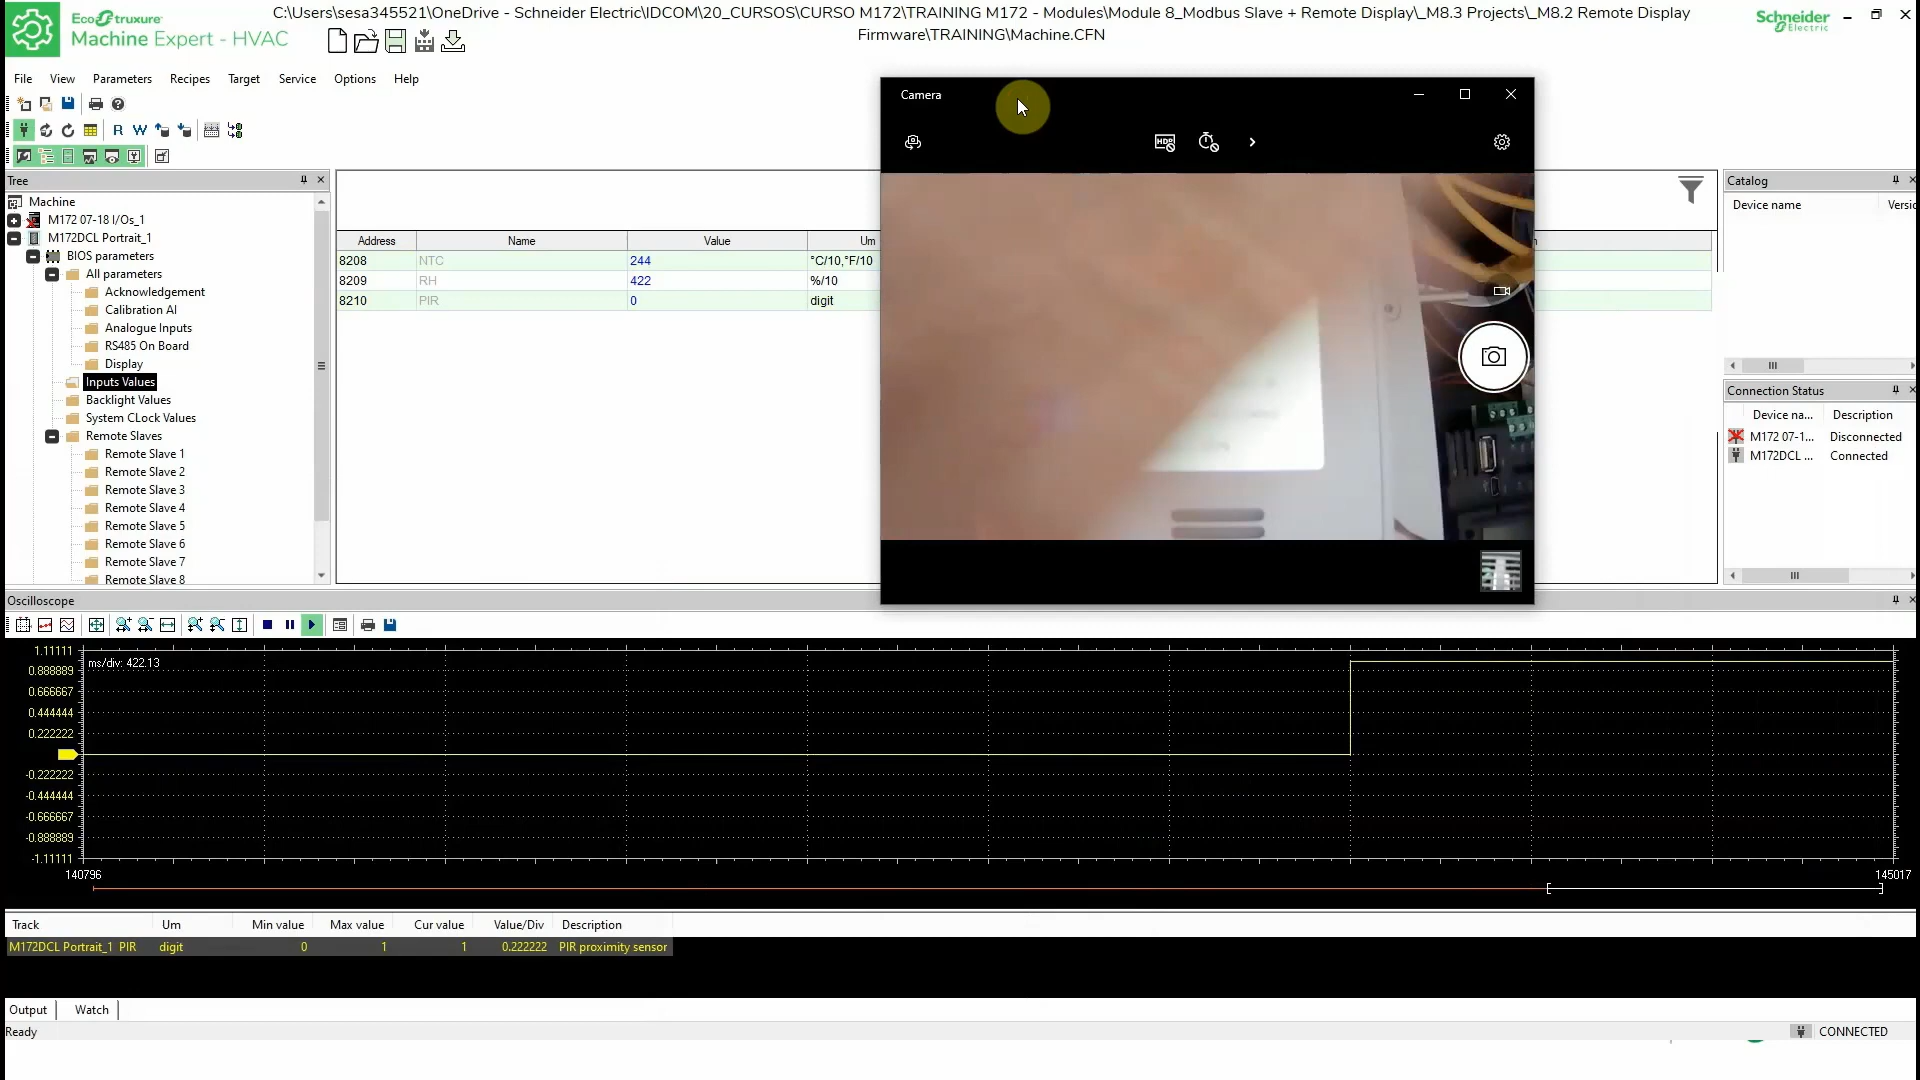 EcoStruxure
Machine Expert - HVAC
C:\Users\sesa345521\OneDrive - Schneider Electric\IDCOM\20_CURSOS\CURSO M172\TRAINING M172 - Modules\Module 8_Modbus Slave + Remote Display\_M8.3 Projects\_M8.2 Remote Display
Firmware\TRAINING\Machine.CFN
Schneider
Electric
File View Parameters Recipes Target Service Options Help
R W
Camera
HDR
Tree
Machine
M172 07-18 I/Os_1
M172DCL Portrait_1
BIOS parameters
All parameters
Acknowledgement
Calibration AI
Analogue Inputs
RS485 On Board
Display
Inputs Values
Backlight Values
System CLock Values
Remote Slaves
Remote Slave 1
Remote Slave 2
Remote Slave 3
Remote Slave 4
Remote Slave 5
Remote Slave 6
Remote Slave 7
Remote Slave 8
Address Name Value Um
8208 NTC 244 °C/10,°F/10
8209 RH 422 %/10
8210 PIR 0 digit
Catalog
Device name Versic
Connection Status
Device na... Description
M172 07-1... Disconnected
M172DCL ... Connected
Oscilloscope
ms/div: 422.13
1.11111
0.888889
0.666667
0.444444
0.222222
-0.222222
-0.444444
-0.666667
-0.888889
-1.11111
140796 145017
Track Um Min value Max value Cur value Value/Div Description
M172DCL Portrait_1 PIR digit 0 1 1 0.222222 PIR proximity sensor
Output Watch
Ready CONNECTED